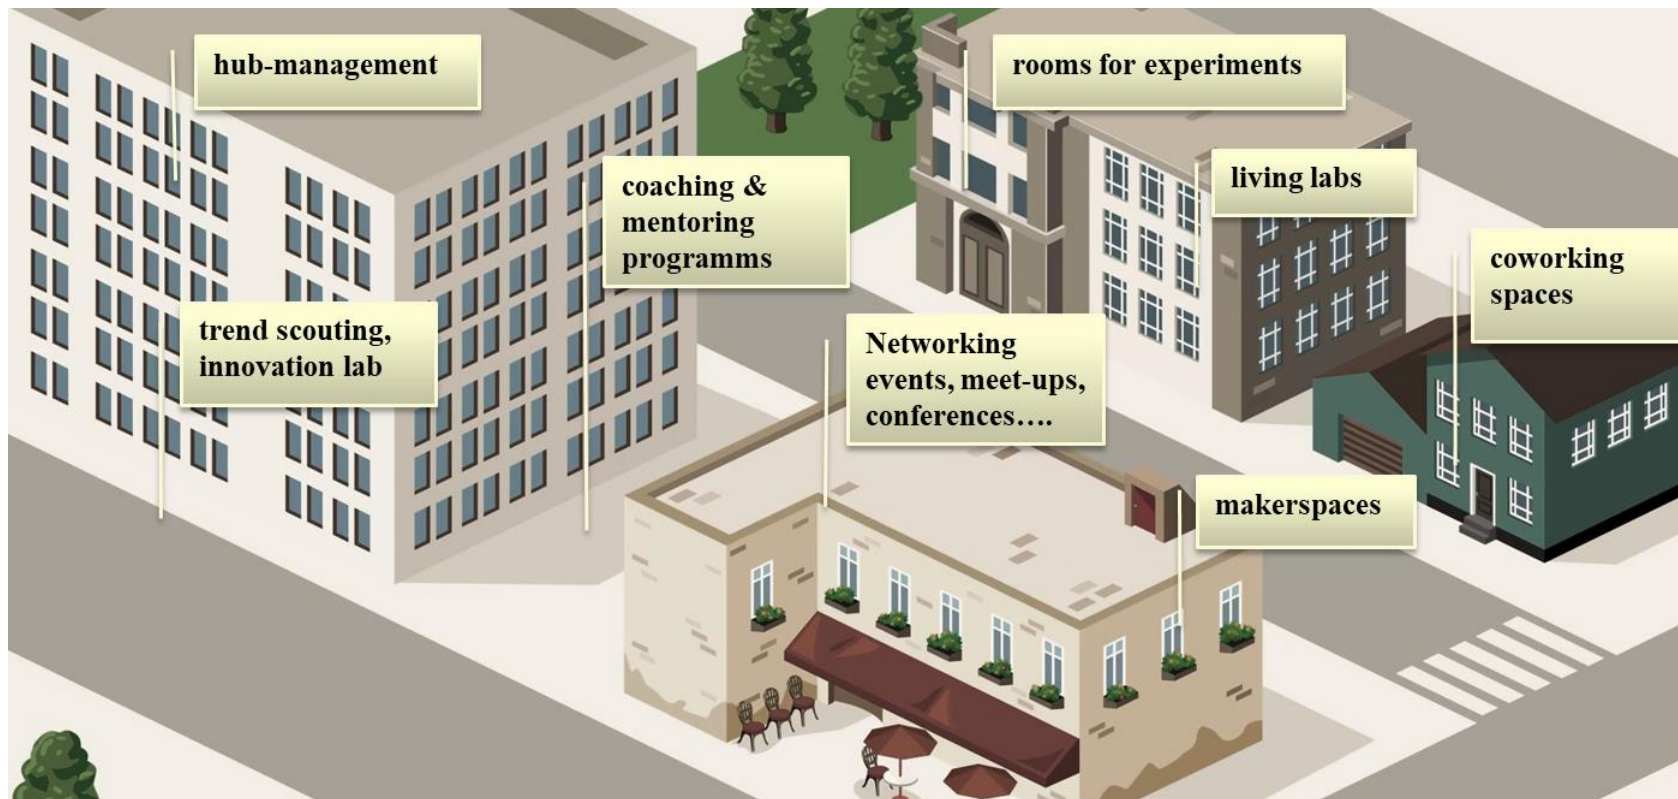 hub-management
rooms for experiments
coaching &
mentoring
programms
living labs
coworking
spaces
trend scouting,
innovation lab
Networking
events, meet-ups,
conferences….
makerspaces